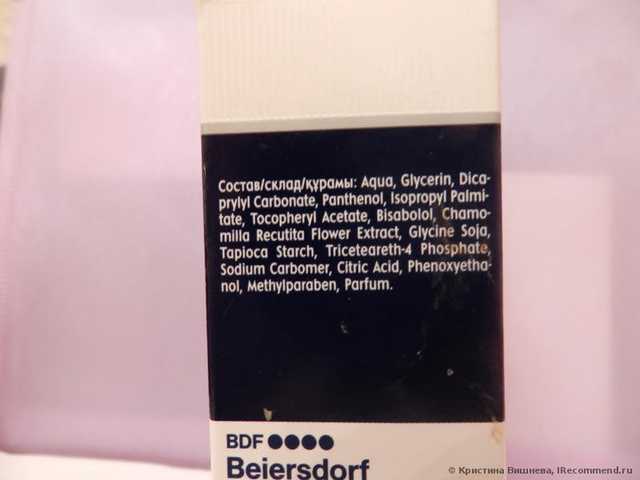 Состав/склад/құрамы: Aqua, Glycerin, Dica-
prylyl Carbonate, Panthenol, Isopropyl Palmi-
tate, Tocopheryl Acetate, Bisabolol, Chamo-
milla Recutita Flower Extract, Glycine Soja,
Tapioca Starch, Triceteareth-4 Phosphate,
Sodium Carbomer, Citric Acid, Phenoxyetha-
nol, Methylparaben, Parfum.
BDF
Beiersdorf
© Кристина Вишнева, IRecommend.ru